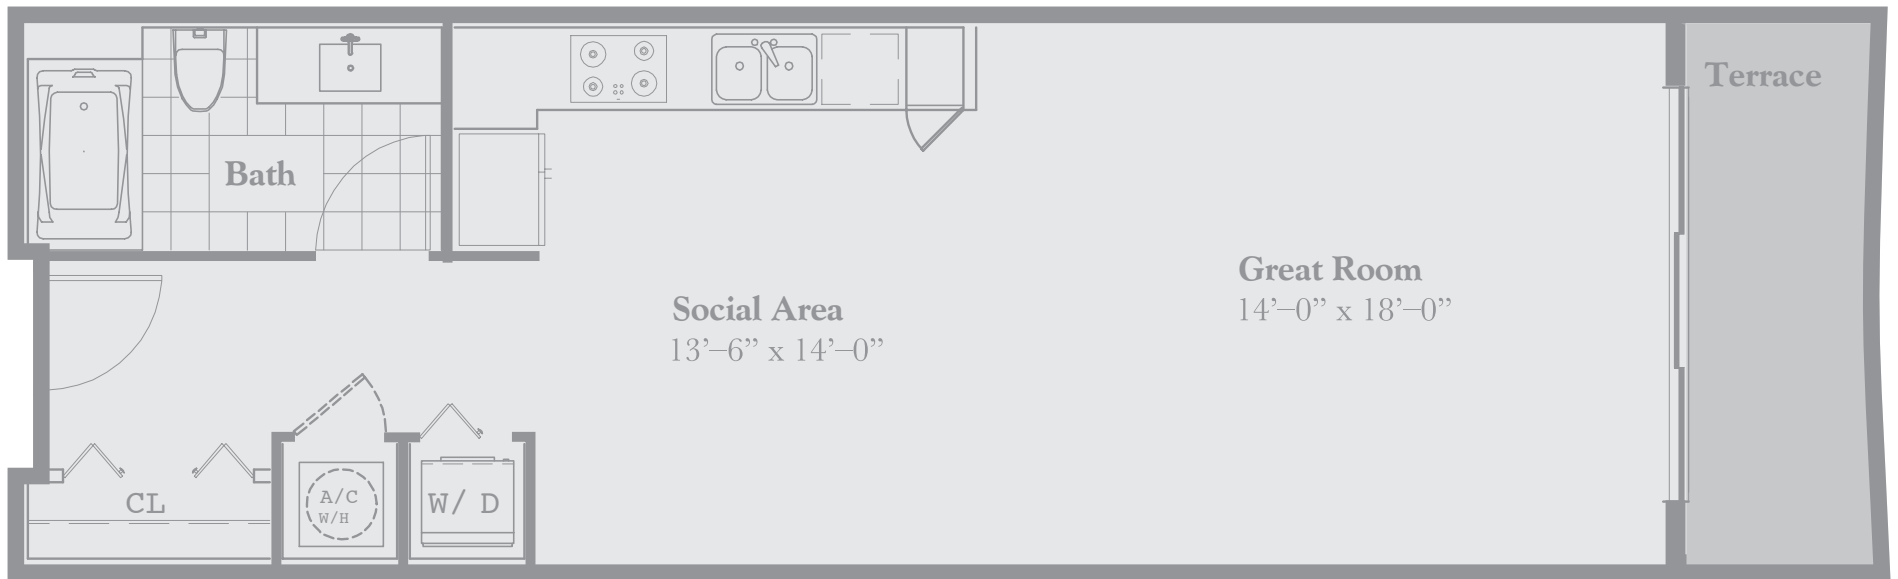 Terrace
Bath
Great Room
14’–0” x 18’–0”
Social Area
13’–6” x 14’–0”
CL
A/C
W/H
W/ D